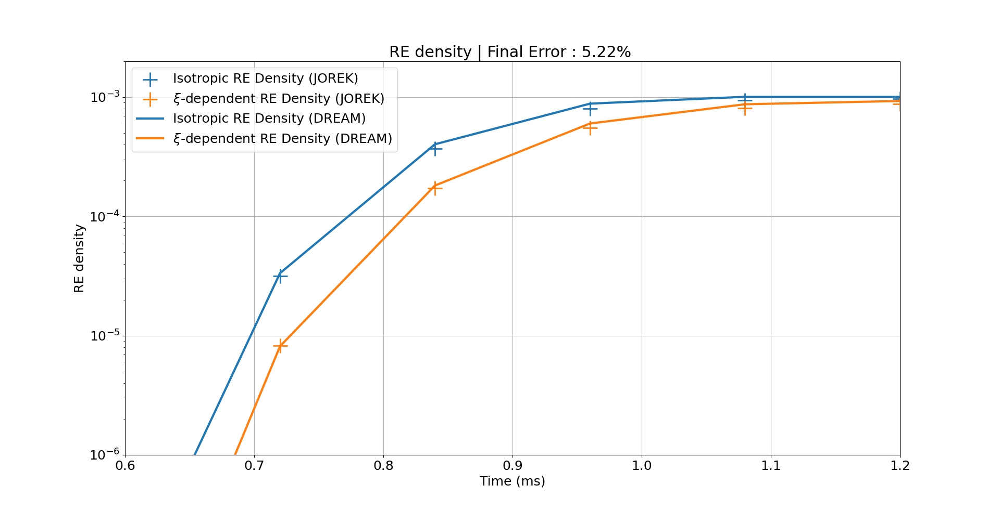 RE density | Final Error : 5.22%
Isotropic RE Density (JOREK)
ξ-dependent RE Density (JOREK)
Isotropic RE Density (DREAM)
ξ-dependent RE Density (DREAM)
10⁻³
10⁻⁴
10⁻⁵
10⁻⁶
RE density
0.6 0.7 0.8 0.9 1.0 1.1 1.2
Time (ms)